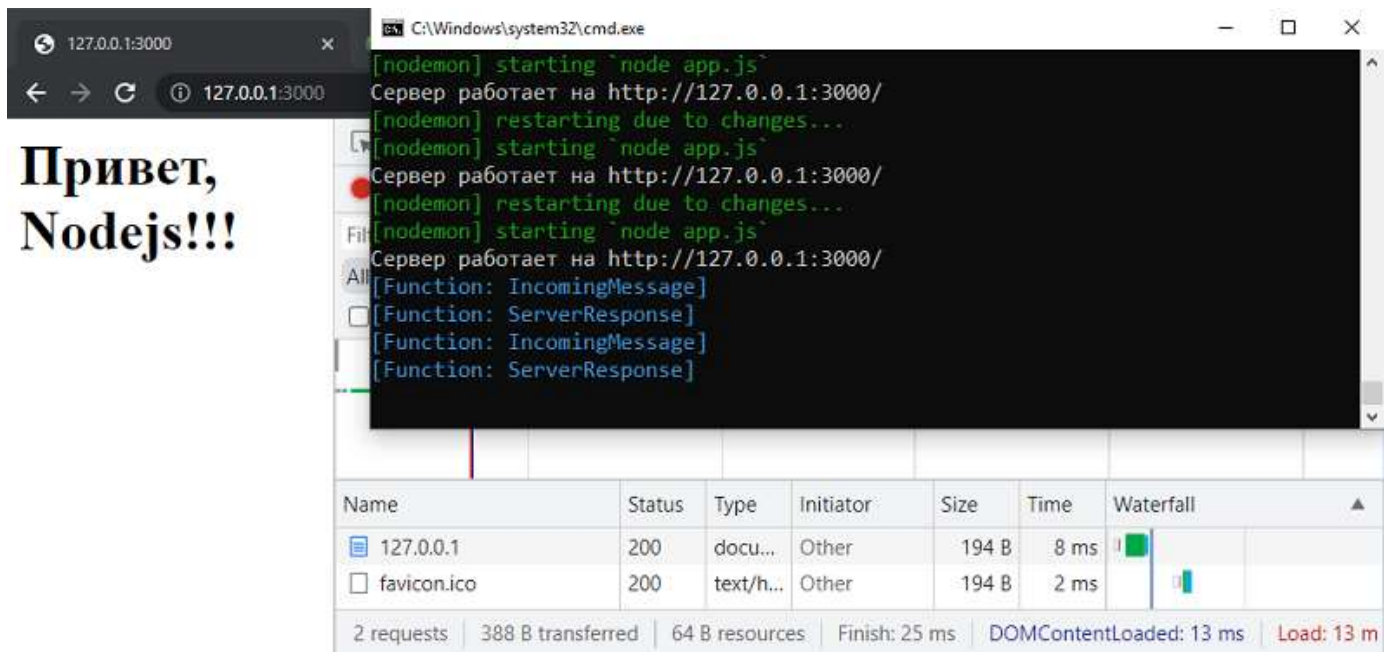 127.0.0.1:3000
127.0.0.1:3000
Привет,
Nodejs!!!
C:\Windows\system32\cmd.exe
[nodemon] starting `node app.js`
Сервер работает на http://127.0.0.1:3000/
[nodemon] restarting due to changes...
[nodemon] starting `node app.js`
Сервер работает на http://127.0.0.1:3000/
[nodemon] restarting due to changes...
[nodemon] starting `node app.js`
Сервер работает на http://127.0.0.1:3000/
[Function: IncomingMessage]
[Function: ServerResponse]
[Function: IncomingMessage]
[Function: ServerResponse]
All
Name Status Type Initiator Size Time Waterfall
127.0.0.1 200 docu... Other 194 B 8 ms
favicon.ico 200 text/h... Other 194 B 2 ms
2 requests 388 B transferred 64 B resources Finish: 25 ms DOMContentLoaded: 13 ms Load: 13 m